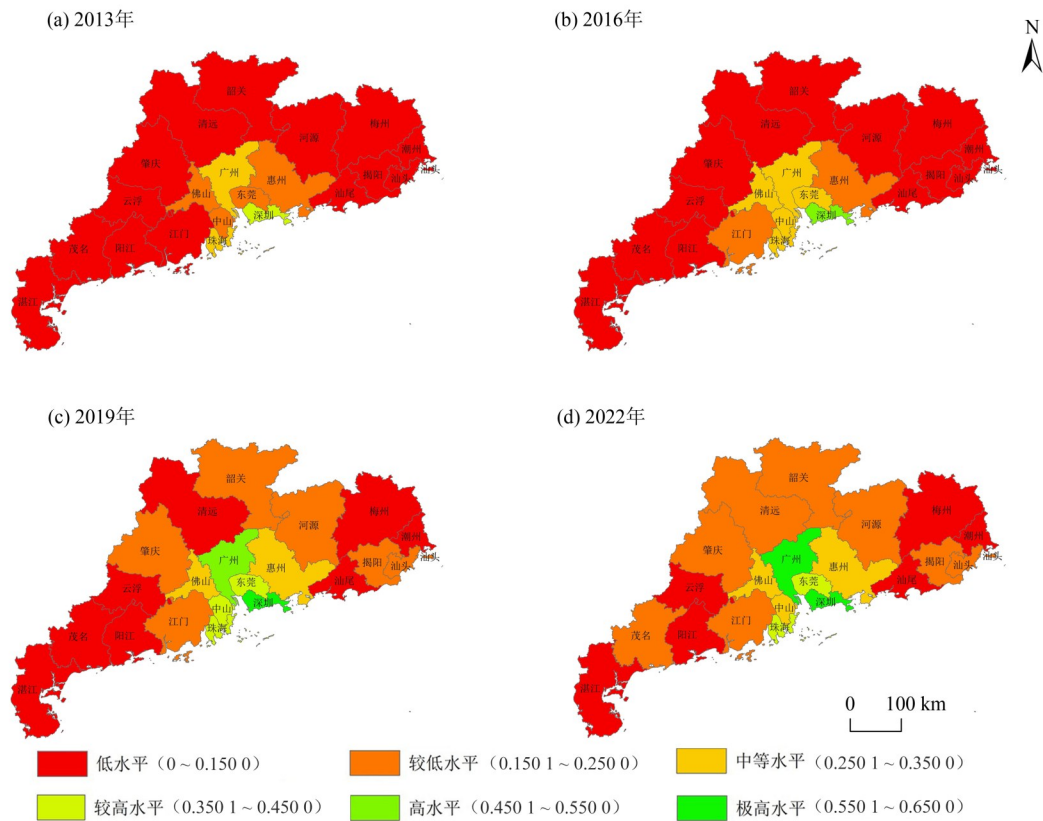 (a) 2013年
(b) 2016年
N
韶关
清远
梅州
河源
潮州
肇庆
广州
揭阳
汕头
汕头
惠州
佛山
东莞
汕尾
云浮
深圳
中山
江门
珠海
茂名
阳江
湛江
韶关
清远
梅州
河源
潮州
肇庆
广州
揭阳
汕头
汕头
惠州
佛山
东莞
汕尾
云浮
深圳
中山
江门
珠海
茂名
阳江
湛江
(c) 2019年
(d) 2022年
韶关
清远
梅州
河源
潮州
肇庆
广州
揭阳
汕头
汕头
惠州
佛山
东莞
汕尾
云浮
深圳
中山
江门
珠海
茂名
阳江
湛江
韶关
清远
梅州
河源
潮州
肇庆
广州
揭阳
汕头
汕头
惠州
佛山
东莞
汕尾
云浮
深圳
中山
江门
珠海
茂名
阳江
湛江
0 100 km
低水平（0~0.150 0）
较低水平（0.150 1~0.250 0）
中等水平（0.250 1~0.350 0）
较高水平（0.350 1~0.450 0）
高水平（0.450 1~0.550 0）
极高水平（0.550 1~0.650 0）